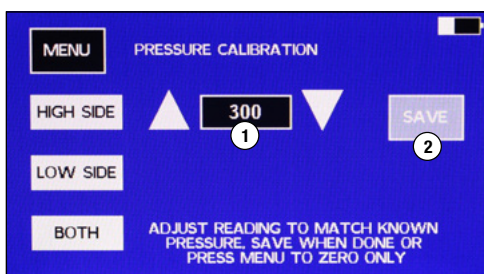 MENU
PRESSURE CALIBRATION
HIGH SIDE
300
1
SAVE
2
LOW SIDE
BOTH
ADJUST READING TO MATCH KNOWN
PRESSURE, SAVE WHEN DONE OR
PRESS MENU TO ZERO ONLY